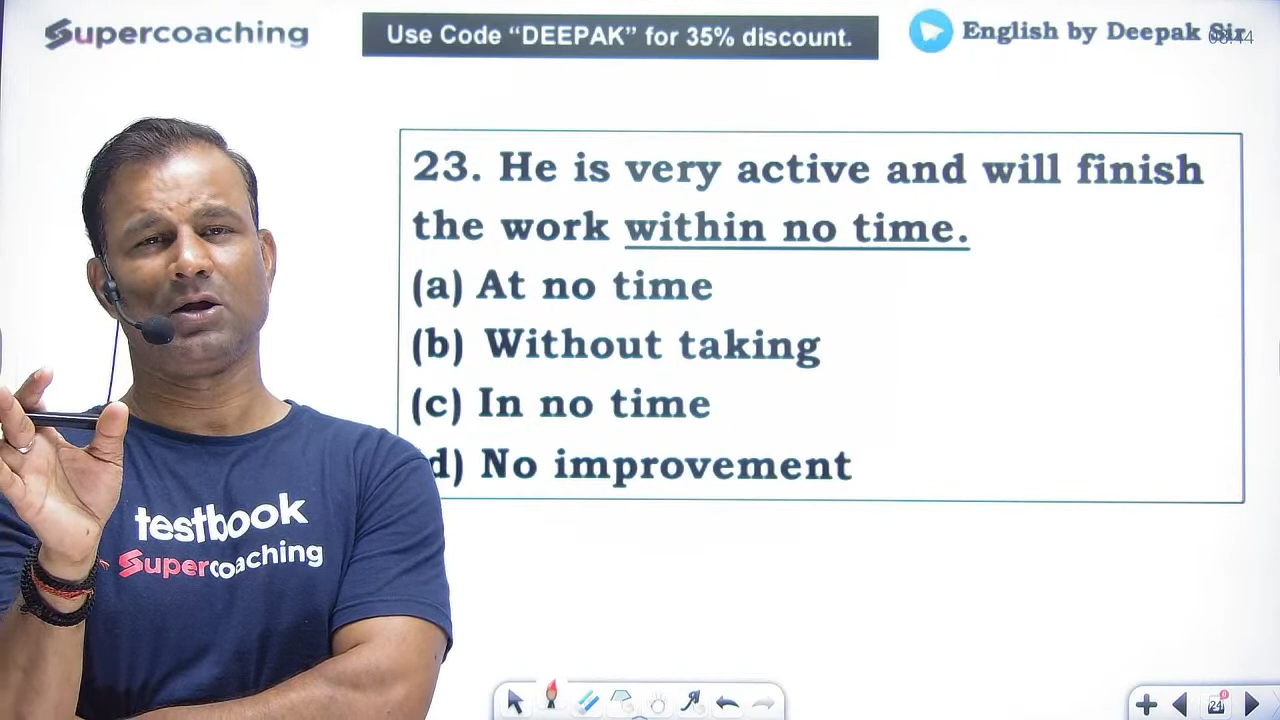 Supercoaching
Use Code “DEEPAK” for 35% discount.
English by Deepak Sir
23. He is very active and will finish
the work within no time.
(a) At no time
(b) Without taking
(c) In no time
d) No improvement
testbook
Supercoaching
24